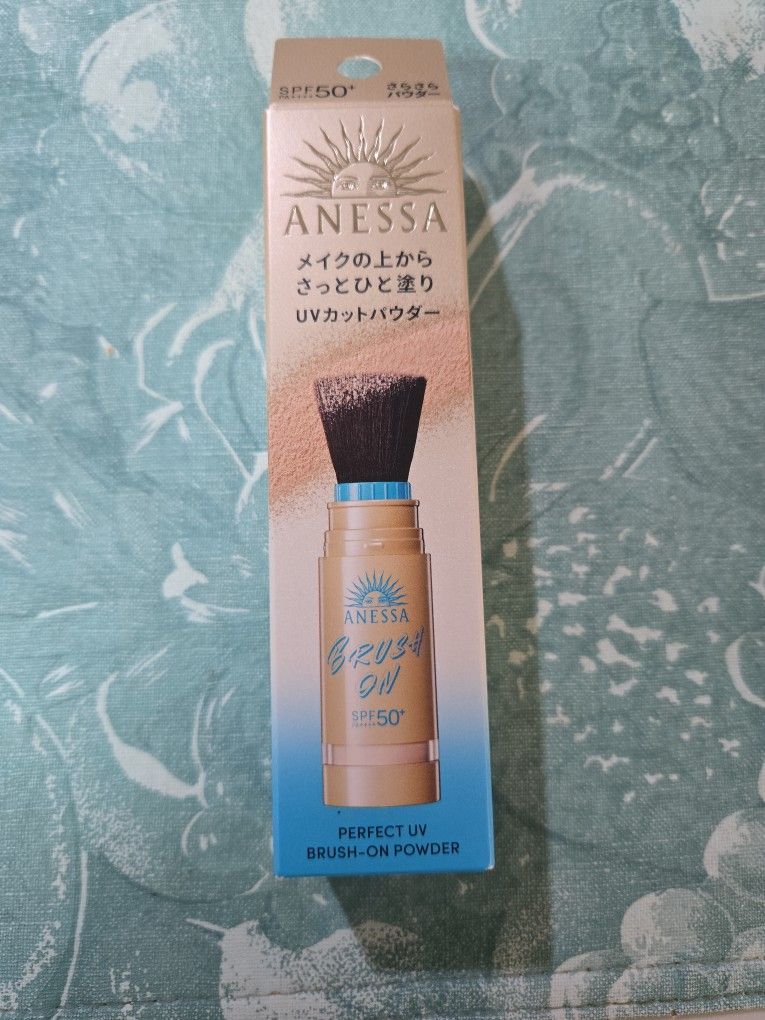 SPF50+ さらさら
PA++++ パウダー
ANESSA
メイクの上から
さっとひと塗り
UVカットパウダー
ANESSA
BRUSH
ON
SPF50+
PA++++
PERFECT UV
BRUSH-ON POWDER